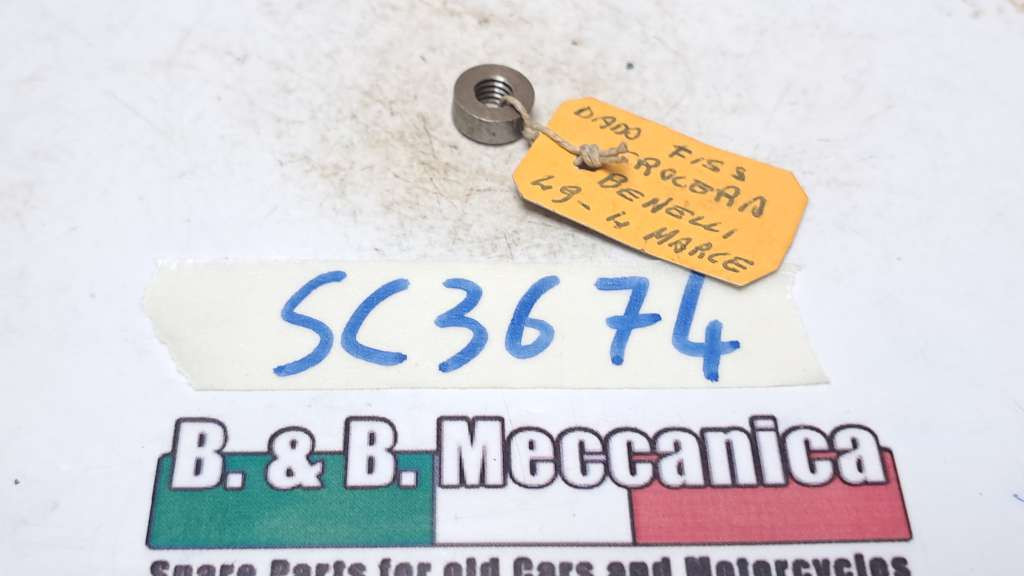 DADO FISS
CROCERA
BENELLI
49-4 MARCE
SC3674
B. & B. Meccanica
Spare Parts for old Cars and Motorcycles